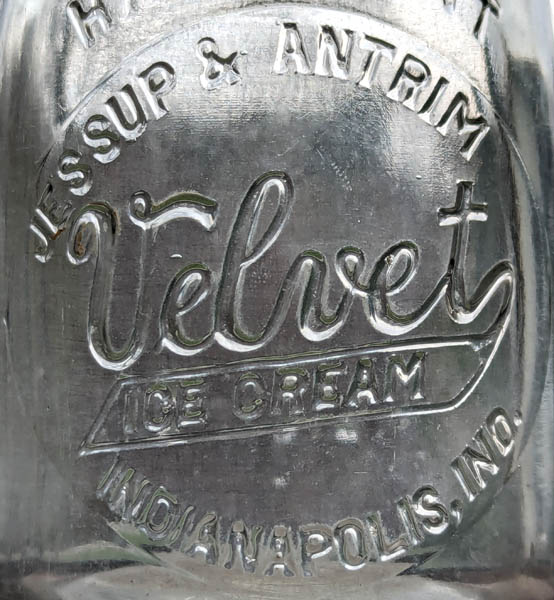 JESSUP & ANTRIM
Velvet
ICE CREAM
INDIANAPOLIS, IND.